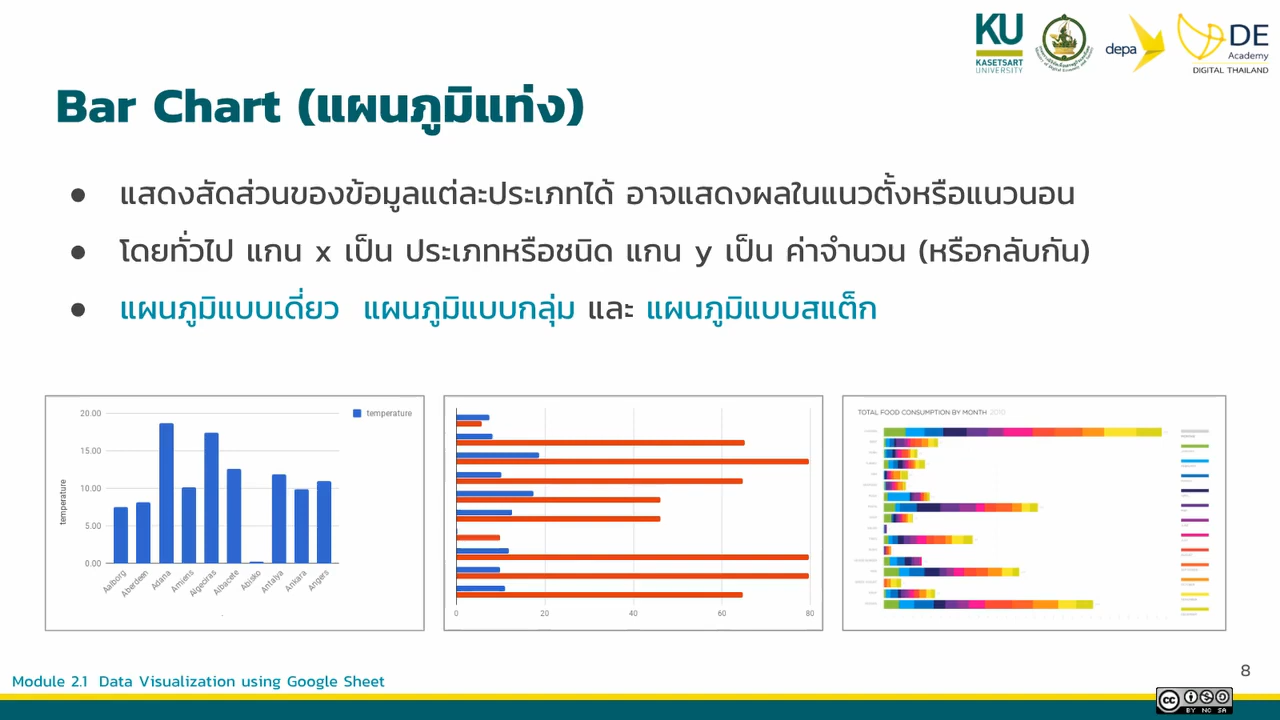 KU
KASETSART
UNIVERSITY
depa
DE
Academy
DIGITAL THAILAND
Bar Chart (แผนภูมิแท่ง)
● แสดงสัดส่วนของข้อมูลแต่ละประเภทได้ อาจแสดงผลในแนวตั้งหรือแนวนอน
● โดยทั่วไป แกน x เป็น ประเภทหรือชนิด แกน y เป็น ค่าจำนวน (หรือกลับกัน)
● แผนภูมิแบบเดี่ยว แผนภูมิแบบกลุ่ม และ แผนภูมิแบบสแต็ก
temperature
20.00
15.00
10.00
5.00
0.00
temperature
Aalborg
Aberdeen
Adana
Amiens
Algeciras
Albacete
Abisko
Antalya
Ankara
Angers
0 20 40 60 80
TOTAL FOOD CONSUMPTION BY MONTH 2010
8
Module 2.1 Data Visualization using Google Sheet
cc BY NC SA